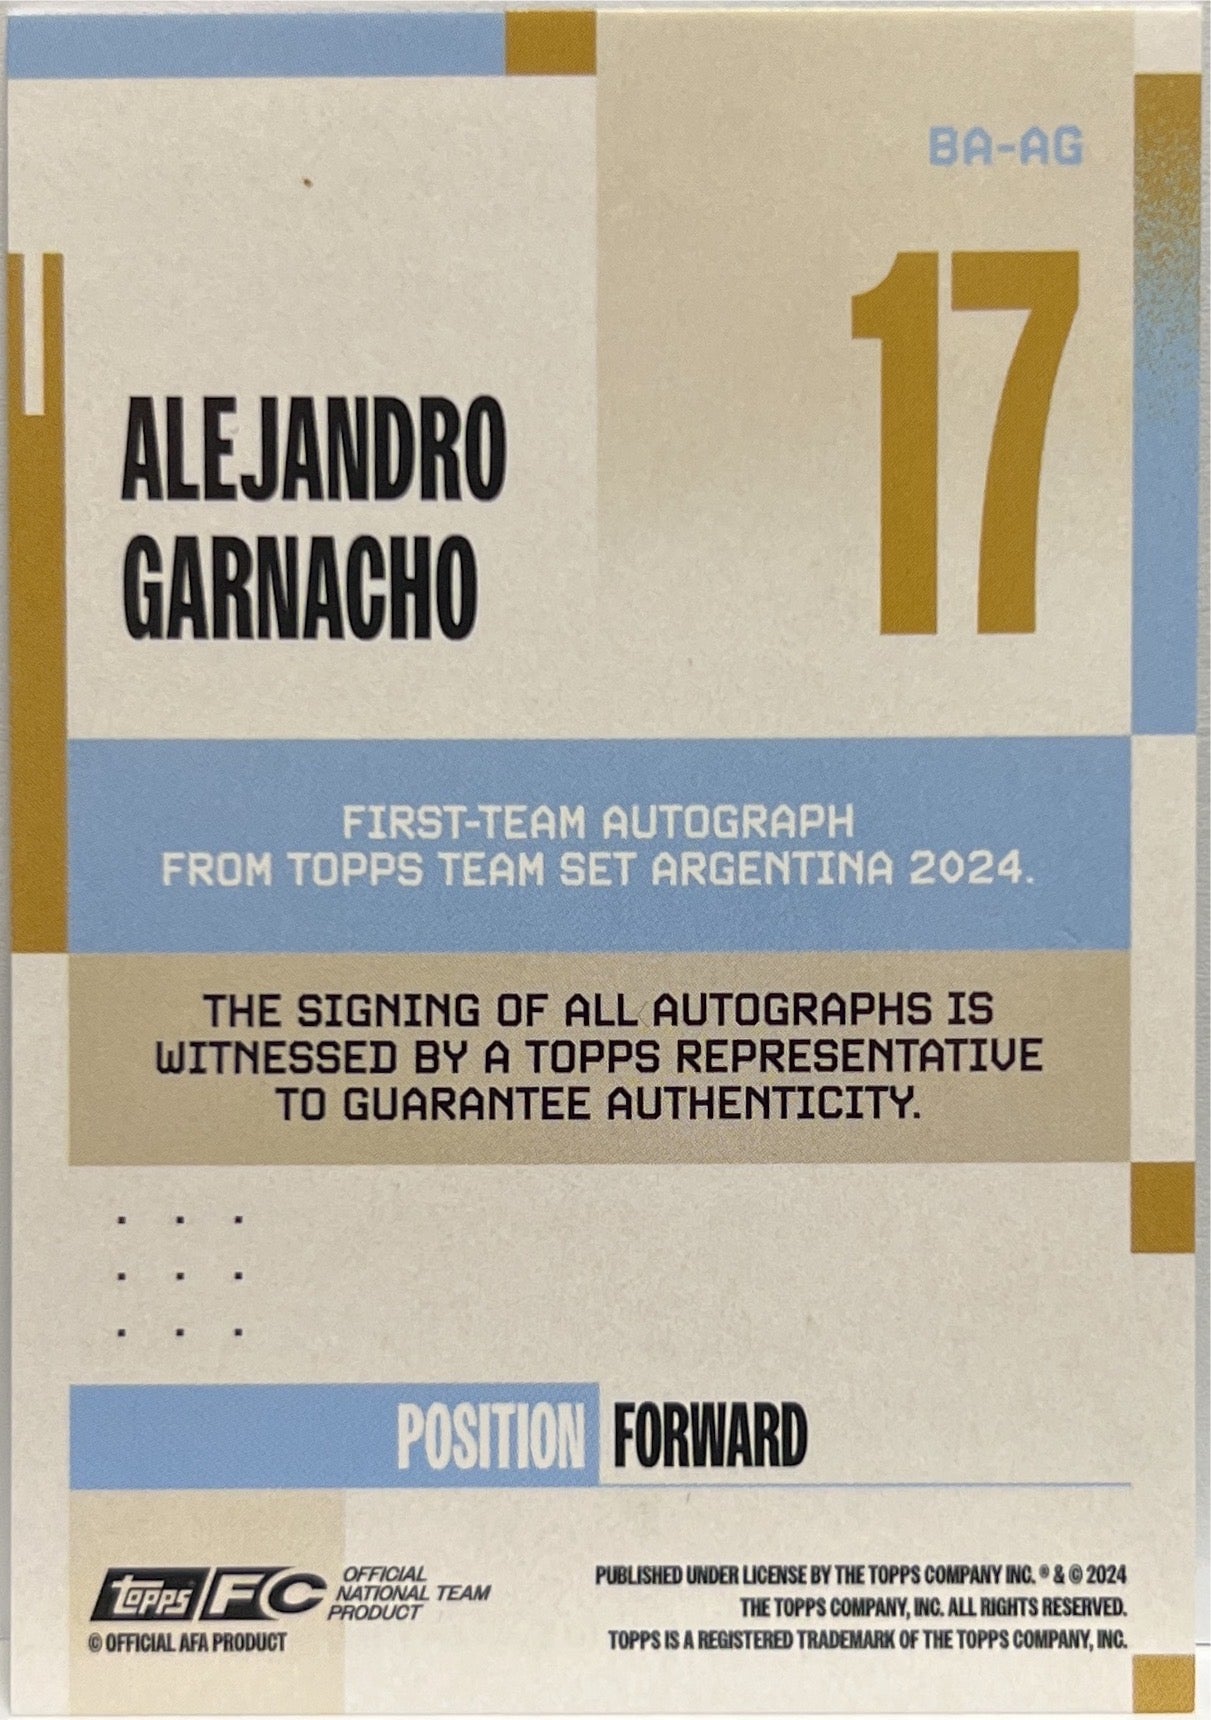 BA-AG
17
ALEJANDRO
GARNACHO
FIRST-TEAM AUTOGRAPH
FROM TOPPS TEAM SET ARGENTINA 2024.
THE SIGNING OF ALL AUTOGRAPHS IS
WITNESSED BY A TOPPS REPRESENTATIVE
TO GUARANTEE AUTHENTICITY.
POSITION FORWARD
topps FC
OFFICIAL
NATIONAL TEAM
PRODUCT
© OFFICIAL AFA PRODUCT
PUBLISHED UNDER LICENSE BY THE TOPPS COMPANY INC. ® & © 2024
THE TOPPS COMPANY, INC. ALL RIGHTS RESERVED.
TOPPS IS A REGISTERED TRADEMARK OF THE TOPPS COMPANY, INC.